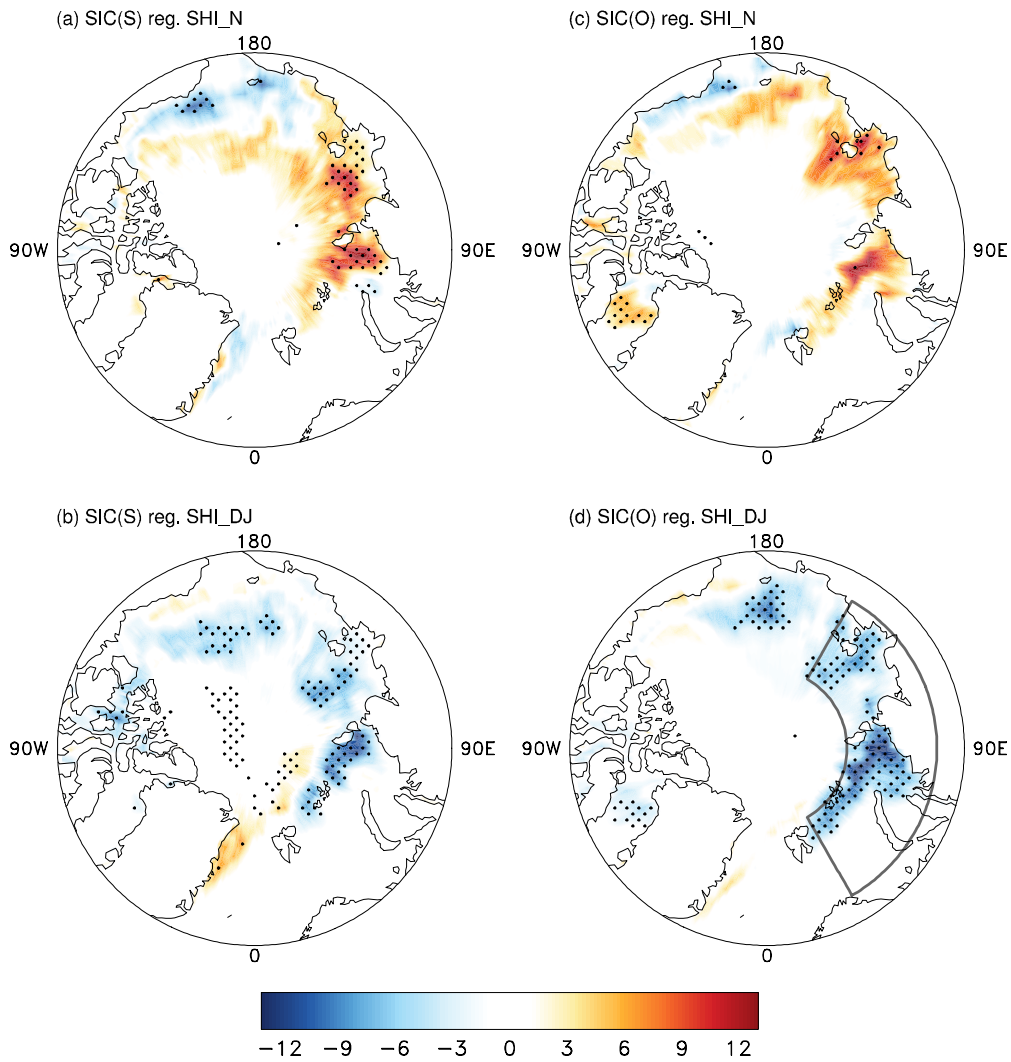 (a) SIC(S) reg. SHI_N
180
90W
90E
0
(c) SIC(O) reg. SHI_N
180
90W
90E
0
(b) SIC(S) reg. SHI_DJ
180
90W
90E
0
(d) SIC(O) reg. SHI_DJ
180
90W
90E
0
−12 −9 −6 −3 0 3 6 9 12